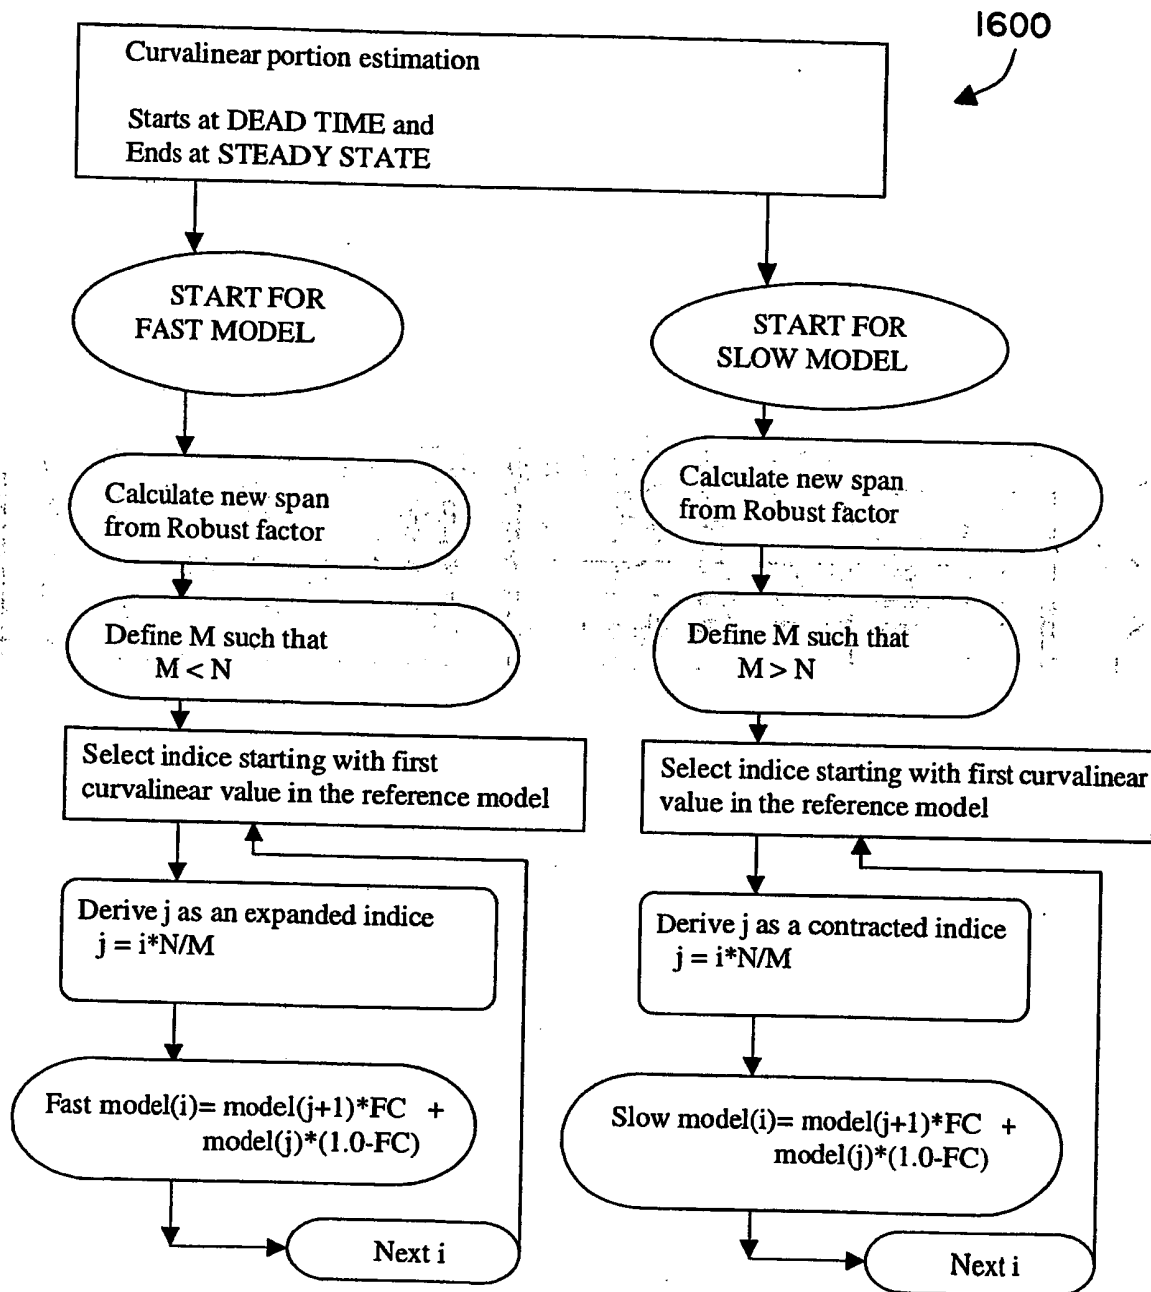 1600
Curvalinear portion estimation
Starts at DEAD TIME and
Ends at STEADY STATE
START FOR
FAST MODEL
Calculate new span
from Robust factor
Define M such that
M < N
Select indice starting with first
curvalinear value in the reference model
Derive j as an expanded indice
j = i*N/M
Fast model(i)= model(j+1)*FC +
model(j)*(1.0-FC)
Next i
START FOR
SLOW MODEL
Calculate new span
from Robust factor
Define M such that
M > N
Select indice starting with first curvalinear
value in the reference model
Derive j as a contracted indice
j = i*N/M
Slow model(i)= model(j+1)*FC +
model(j)*(1.0-FC)
Next i